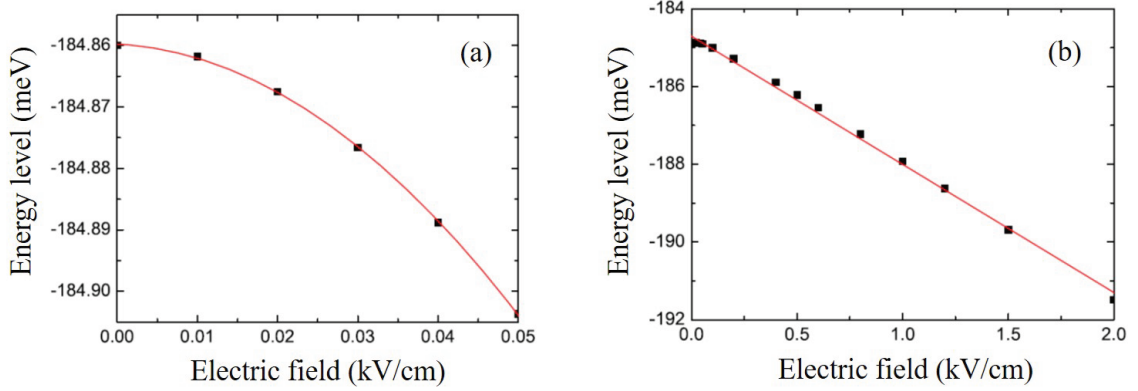 (a)
Energy level (meV)
-184.86
-184.87
-184.88
-184.89
-184.90
0.00 0.01 0.02 0.03 0.04 0.05
Electric field (kV/cm)
(b)
Energy level (meV)
-184
-186
-188
-190
-192
0.0 0.5 1.0 1.5 2.0
Electric field (kV/cm)